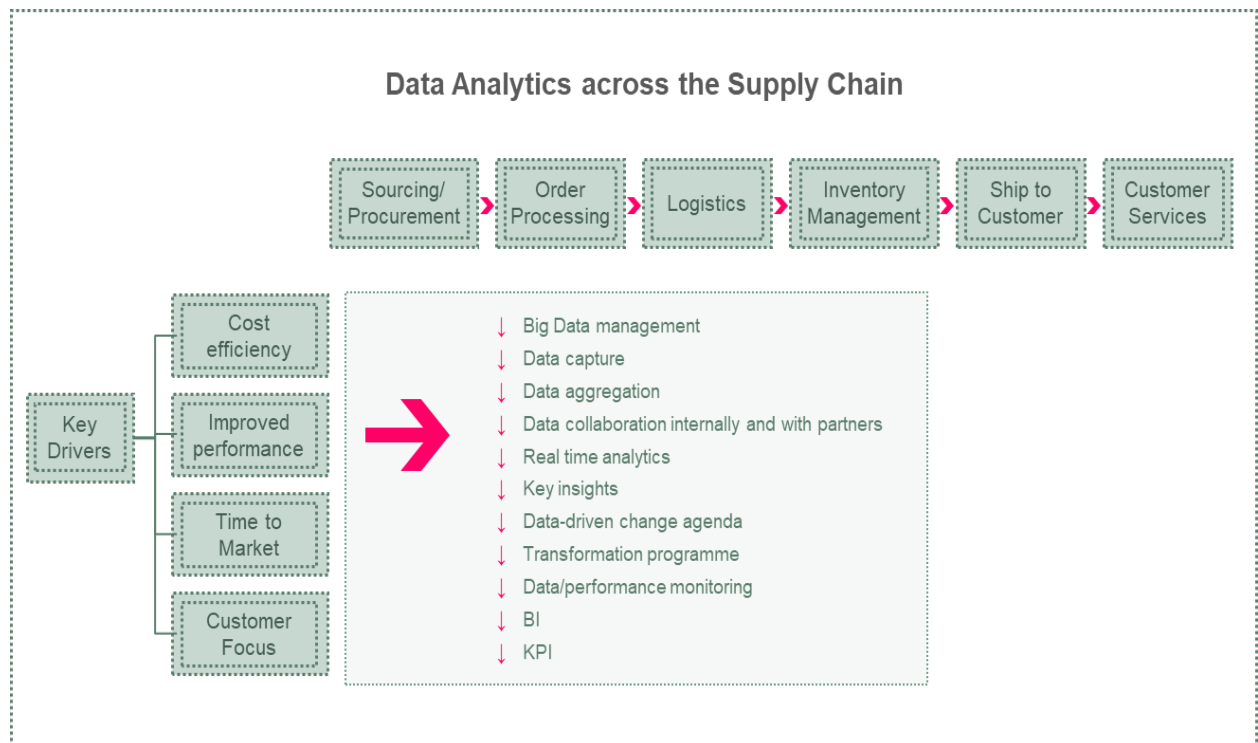 Data Analytics across the Supply Chain
Sourcing/
Procurement
Order
Processing
Logistics
Inventory
Management
Ship to
Customer
Customer
Services
Key
Drivers
Cost
efficiency
Improved
performance
Time to
Market
Customer
Focus
↓ Big Data management
↓ Data capture
↓ Data aggregation
↓ Data collaboration internally and with partners
↓ Real time analytics
↓ Key insights
↓ Data-driven change agenda
↓ Transformation programme
↓ Data/performance monitoring
↓ BI
↓ KPI